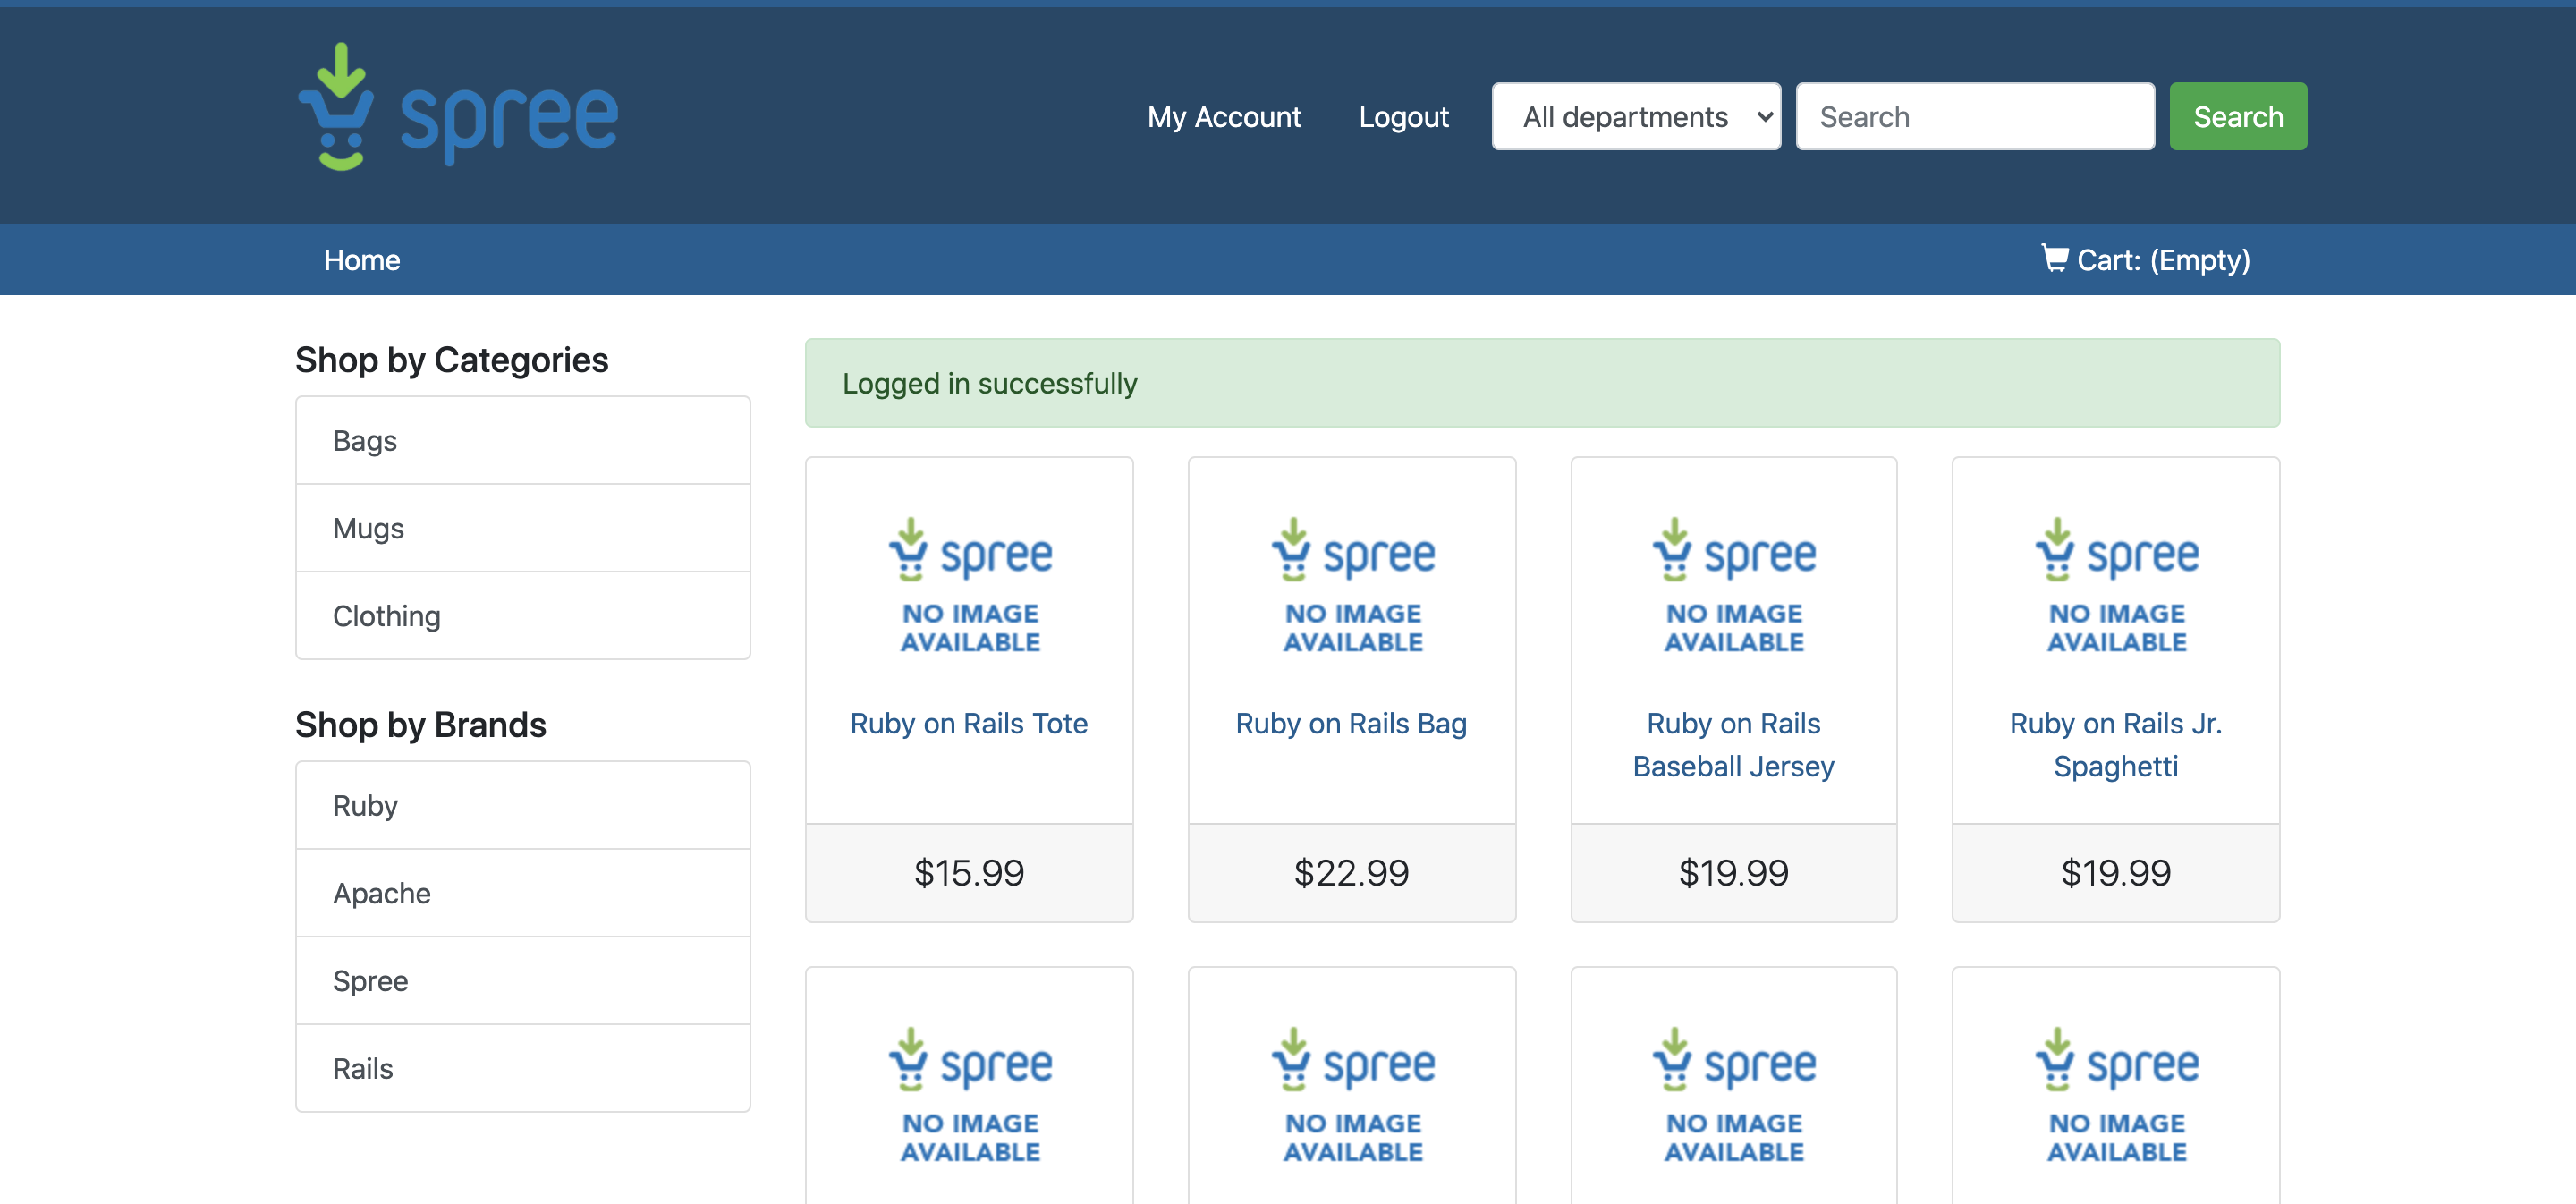 spree
My Account
Logout
All departments
Search
Search
Home
Cart: (Empty)
Shop by Categories
Bags
Mugs
Clothing
Shop by Brands
Ruby
Apache
Spree
Rails
Logged in successfully
spree
NO IMAGE
AVAILABLE
Ruby on Rails Tote
$15.99
spree
NO IMAGE
AVAILABLE
Ruby on Rails Bag
$22.99
spree
NO IMAGE
AVAILABLE
Ruby on Rails
Baseball Jersey
$19.99
spree
NO IMAGE
AVAILABLE
Ruby on Rails Jr.
Spaghetti
$19.99
spree
NO IMAGE
AVAILABLE
spree
NO IMAGE
AVAILABLE
spree
NO IMAGE
AVAILABLE
spree
NO IMAGE
AVAILABLE